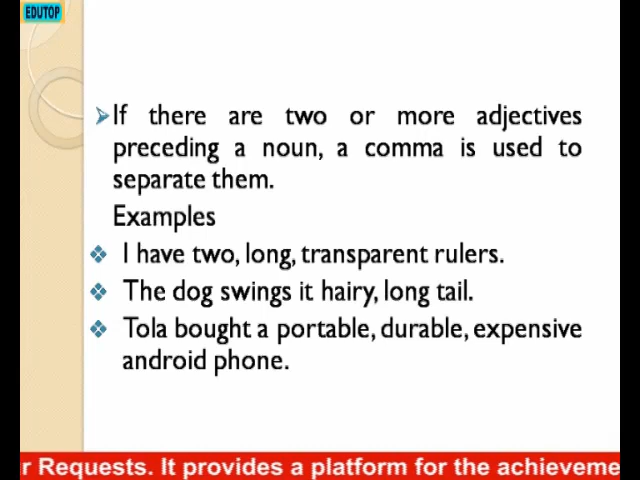 EDUTOP
If there are two or more adjectives
preceding a noun, a comma is used to
separate them.
Examples
I have two, long, transparent rulers.
The dog swings it hairy, long tail.
Tola bought a portable, durable, expensive
android phone.
r Requests. It provides a platform for the achieveme